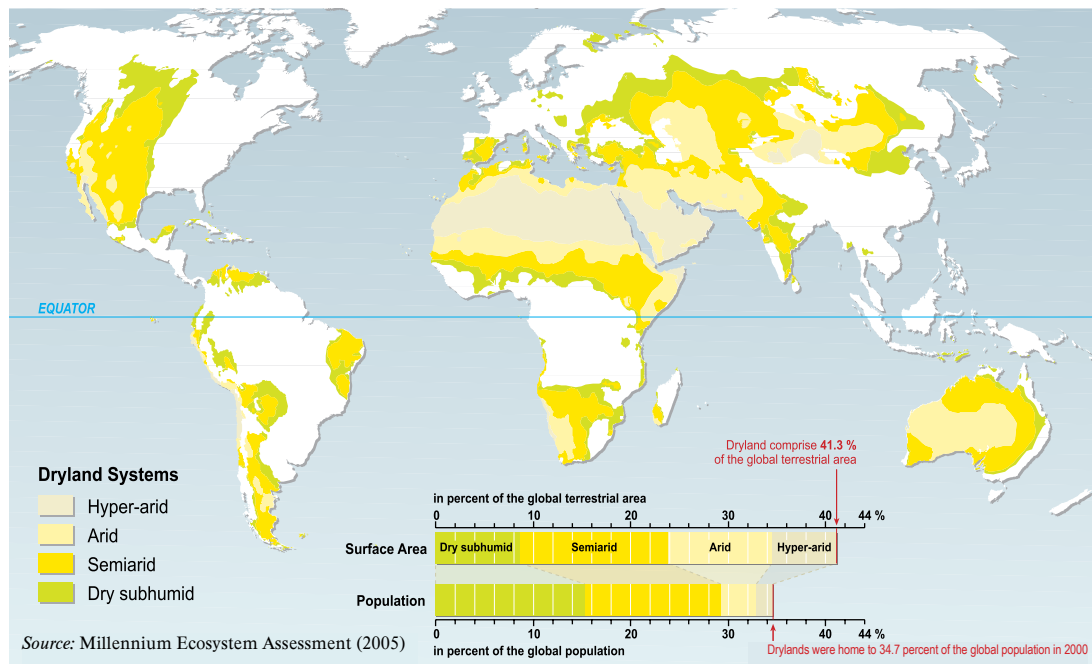 EQUATOR
Dryland Systems
Hyper-arid
Arid
Semiarid
Dry subhumid
Dryland comprise 41.3 %
of the global terrestrial area
in percent of the global terrestrial area
0 10 20 30 40 44 %
Surface Area Dry subhumid Semiarid Arid Hyper-arid
Population
0 10 20 30 40 44 %
in percent of the global population
Drylands were home to 34.7 percent of the global population in 2000
Source: Millennium Ecosystem Assessment (2005)